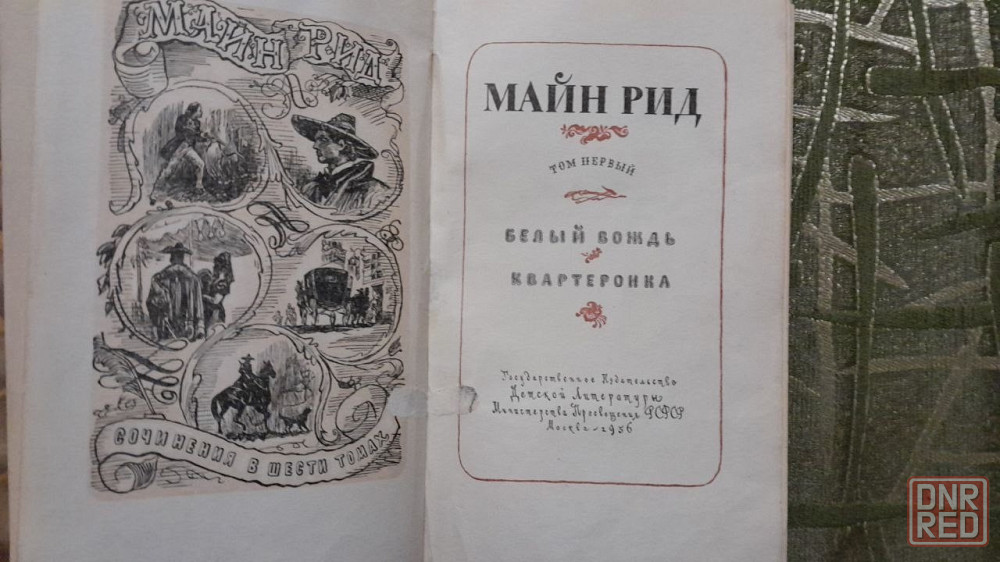 МАЙН РИД
СОЧИНЕНИЯ В ШЕСТИ ТОМАХ
МАЙН РИД
ТОМ ПЕРВЫЙ
БЕЛЫЙ ВОЖДЬ
КВАРТЕРОНКА
Государственное Издательство
Детской Литературы
Министерства Просвещения РСФСР
Москва – 1956
DNR
RED